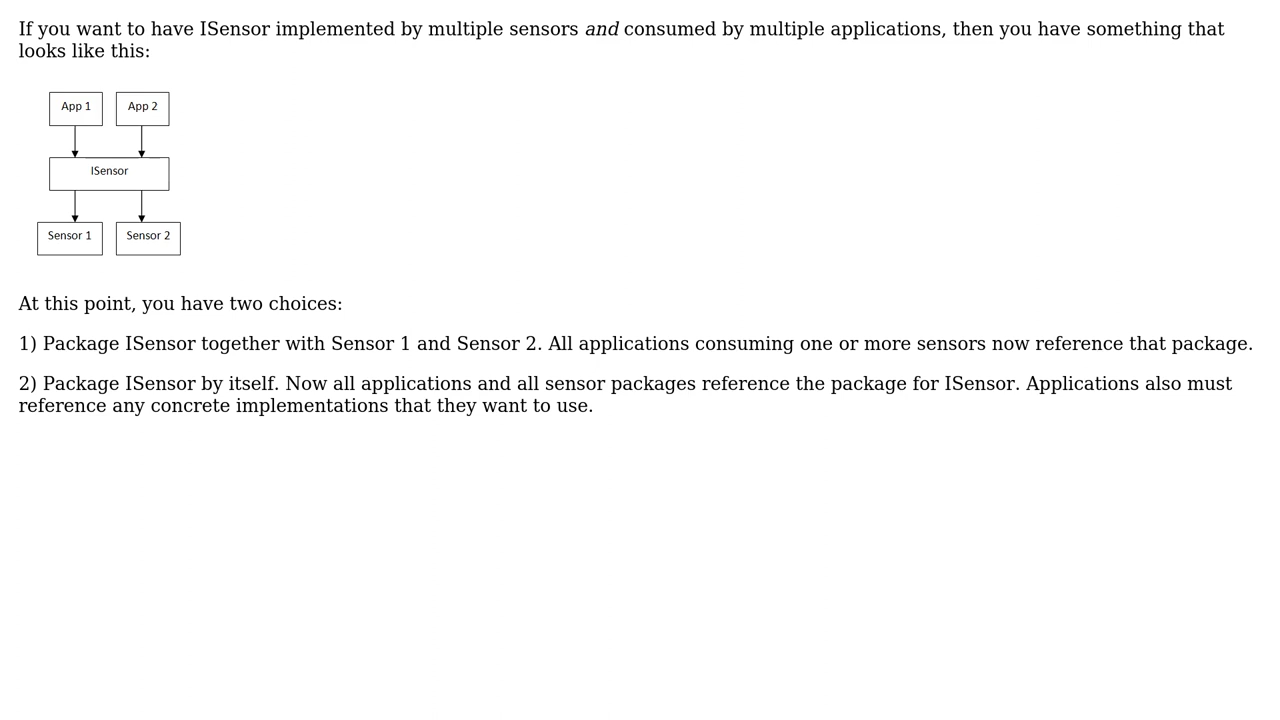 If you want to have ISensor implemented by multiple sensors and consumed by multiple applications, then you have something that
looks like this:
App 1 App 2
ISensor
Sensor 1 Sensor 2
At this point, you have two choices:
1) Package ISensor together with Sensor 1 and Sensor 2. All applications consuming one or more sensors now reference that package.
2) Package ISensor by itself. Now all applications and all sensor packages reference the package for ISensor. Applications also must
reference any concrete implementations that they want to use.